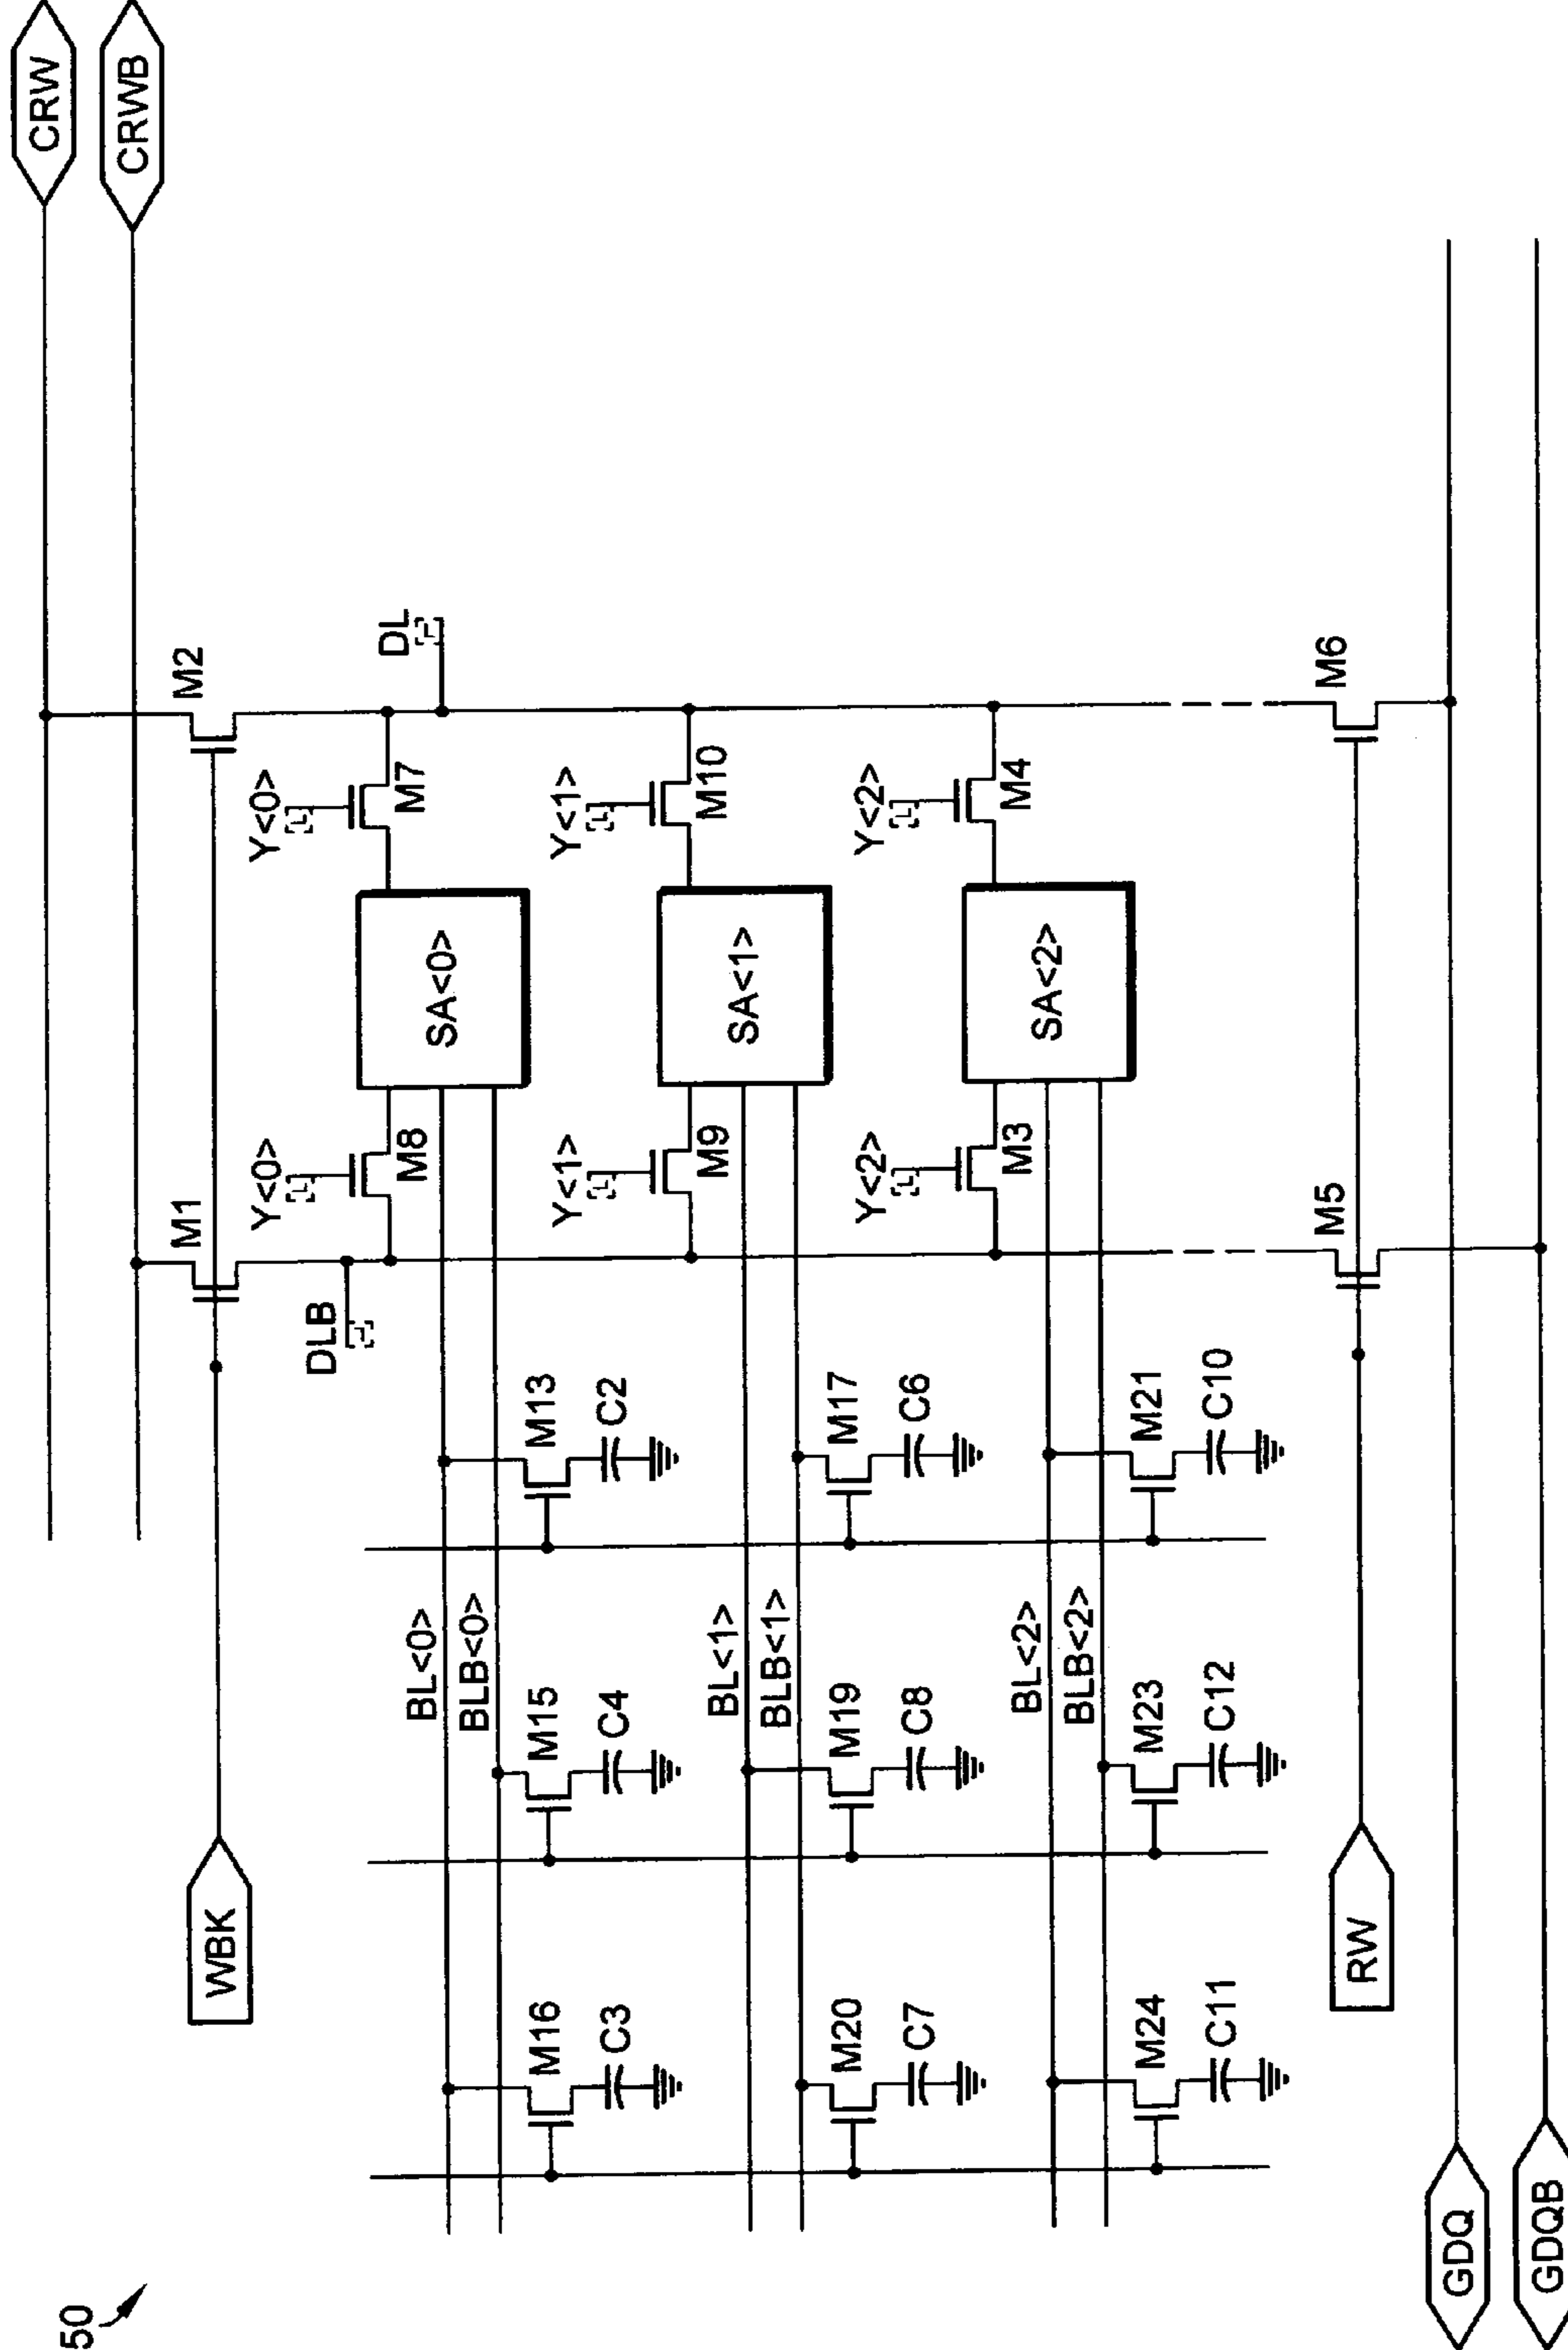 50
CRW
CRWB
WBK
M1
M2
DLB
DL
Y<0>
Y<0>
M8
M7
SA<0>
BL<0>
BLB<0>
M16
C3
M15
C4
M13
C2
Y<1>
Y<1>
M9
M10
SA<1>
BL<1>
BLB<1>
M20
C7
M19
C8
M17
C6
Y<2>
Y<2>
M3
M4
SA<2>
BL<2>
BLB<2>
M24
C11
M23
C12
M21
C10
RW
M5
M6
GDQ
GDQB